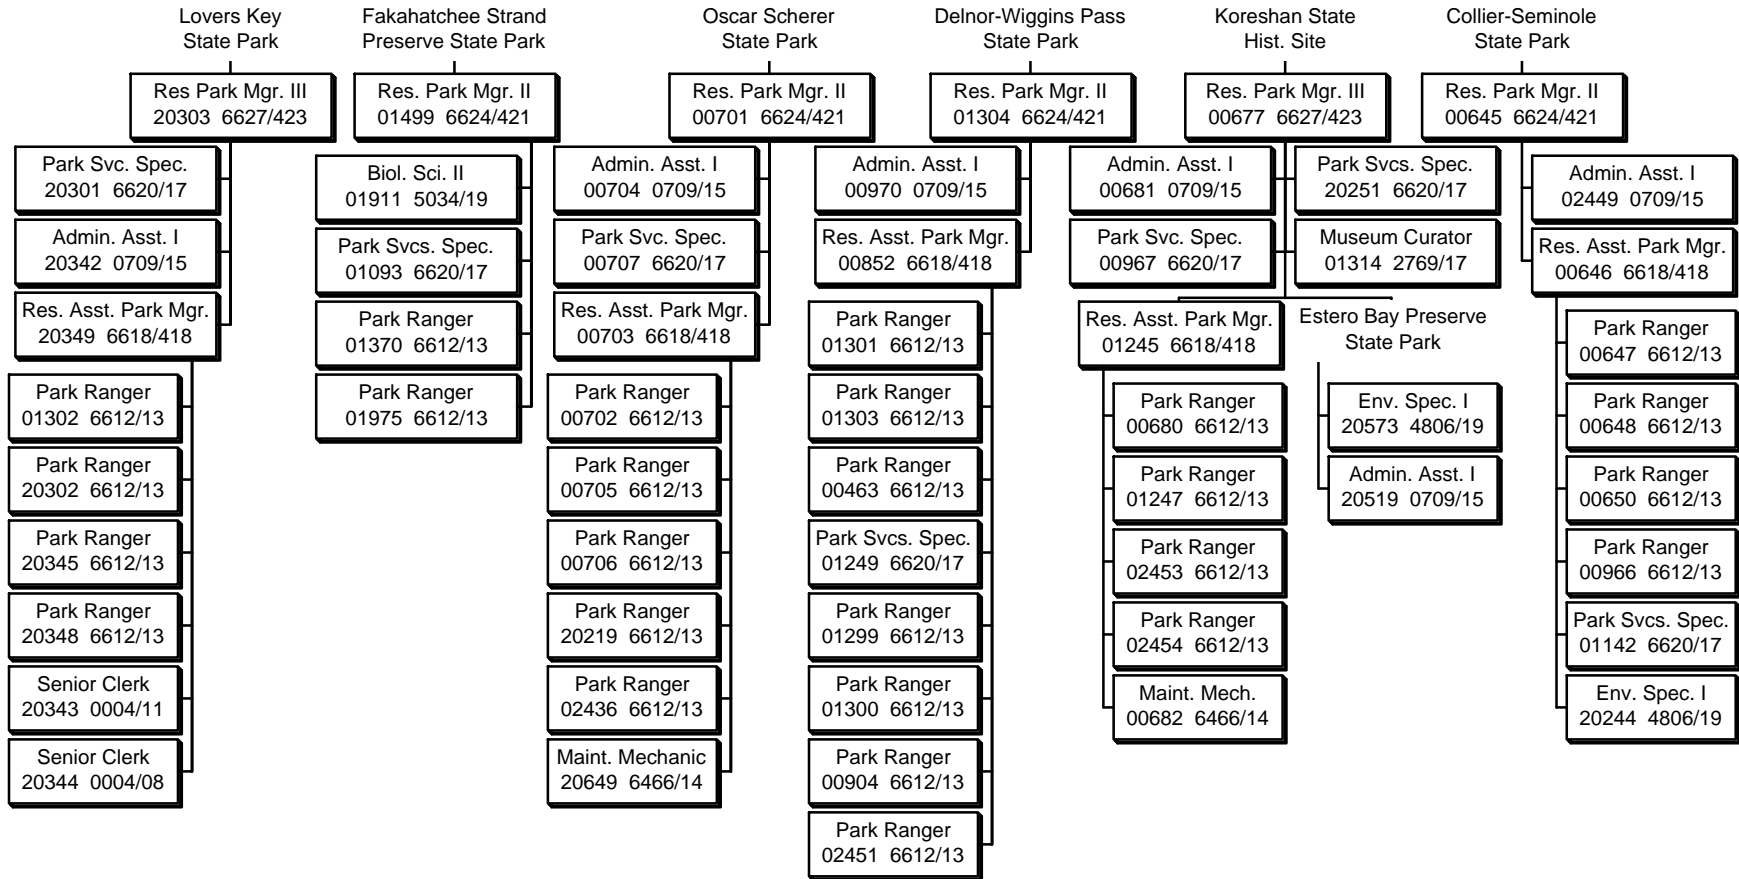 Lovers Key
State Park
Res Park Mgr. III
20303 6627/423
Park Svc. Spec.
20301 6620/17
Admin. Asst. I
20342 0709/15
Res. Asst. Park Mgr.
20349 6618/418
Park Ranger
01302 6612/13
Park Ranger
20302 6612/13
Park Ranger
20345 6612/13
Park Ranger
20348 6612/13
Senior Clerk
20343 0004/11
Senior Clerk
20344 0004/08
Fakahatchee Strand
Preserve State Park
Res. Park Mgr. II
01499 6624/421
Biol. Sci. II
01911 5034/19
Park Svcs. Spec.
01093 6620/17
Park Ranger
01370 6612/13
Park Ranger
01975 6612/13
Oscar Scherer
State Park
Res. Park Mgr. II
00701 6624/421
Admin. Asst. I
00704 0709/15
Park Svc. Spec.
00707 6620/17
Res. Asst. Park Mgr.
00703 6618/418
Park Ranger
00702 6612/13
Park Ranger
00705 6612/13
Park Ranger
00706 6612/13
Park Ranger
20219 6612/13
Park Ranger
02436 6612/13
Maint. Mechanic
20649 6466/14
Delnor-Wiggins Pass
State Park
Res. Park Mgr. II
01304 6624/421
Admin. Asst. I
00970 0709/15
Res. Asst. Park Mgr.
00852 6618/418
Park Ranger
01301 6612/13
Park Ranger
01303 6612/13
Park Ranger
00463 6612/13
Park Svcs. Spec.
01249 6620/17
Park Ranger
01299 6612/13
Park Ranger
01300 6612/13
Park Ranger
00904 6612/13
Park Ranger
02451 6612/13
Koreshan State
Hist. Site
Res. Park Mgr. III
00677 6627/423
Admin. Asst. I
00681 0709/15
Park Svcs. Spec.
20251 6620/17
Park Svc. Spec.
00967 6620/17
Museum Curator
01314 2769/17
Res. Asst. Park Mgr.
01245 6618/418
Park Ranger
00680 6612/13
Park Ranger
01247 6612/13
Park Ranger
02453 6612/13
Park Ranger
02454 6612/13
Maint. Mech.
00682 6466/14
Estero Bay Preserve
State Park
Env. Spec. I
20573 4806/19
Admin. Asst. I
20519 0709/15
Collier-Seminole
State Park
Res. Park Mgr. II
00645 6624/421
Admin. Asst. I
02449 0709/15
Res. Asst. Park Mgr.
00646 6618/418
Park Ranger
00647 6612/13
Park Ranger
00648 6612/13
Park Ranger
00650 6612/13
Park Ranger
00966 6612/13
Park Svcs. Spec.
01142 6620/17
Env. Spec. I
20244 4806/19